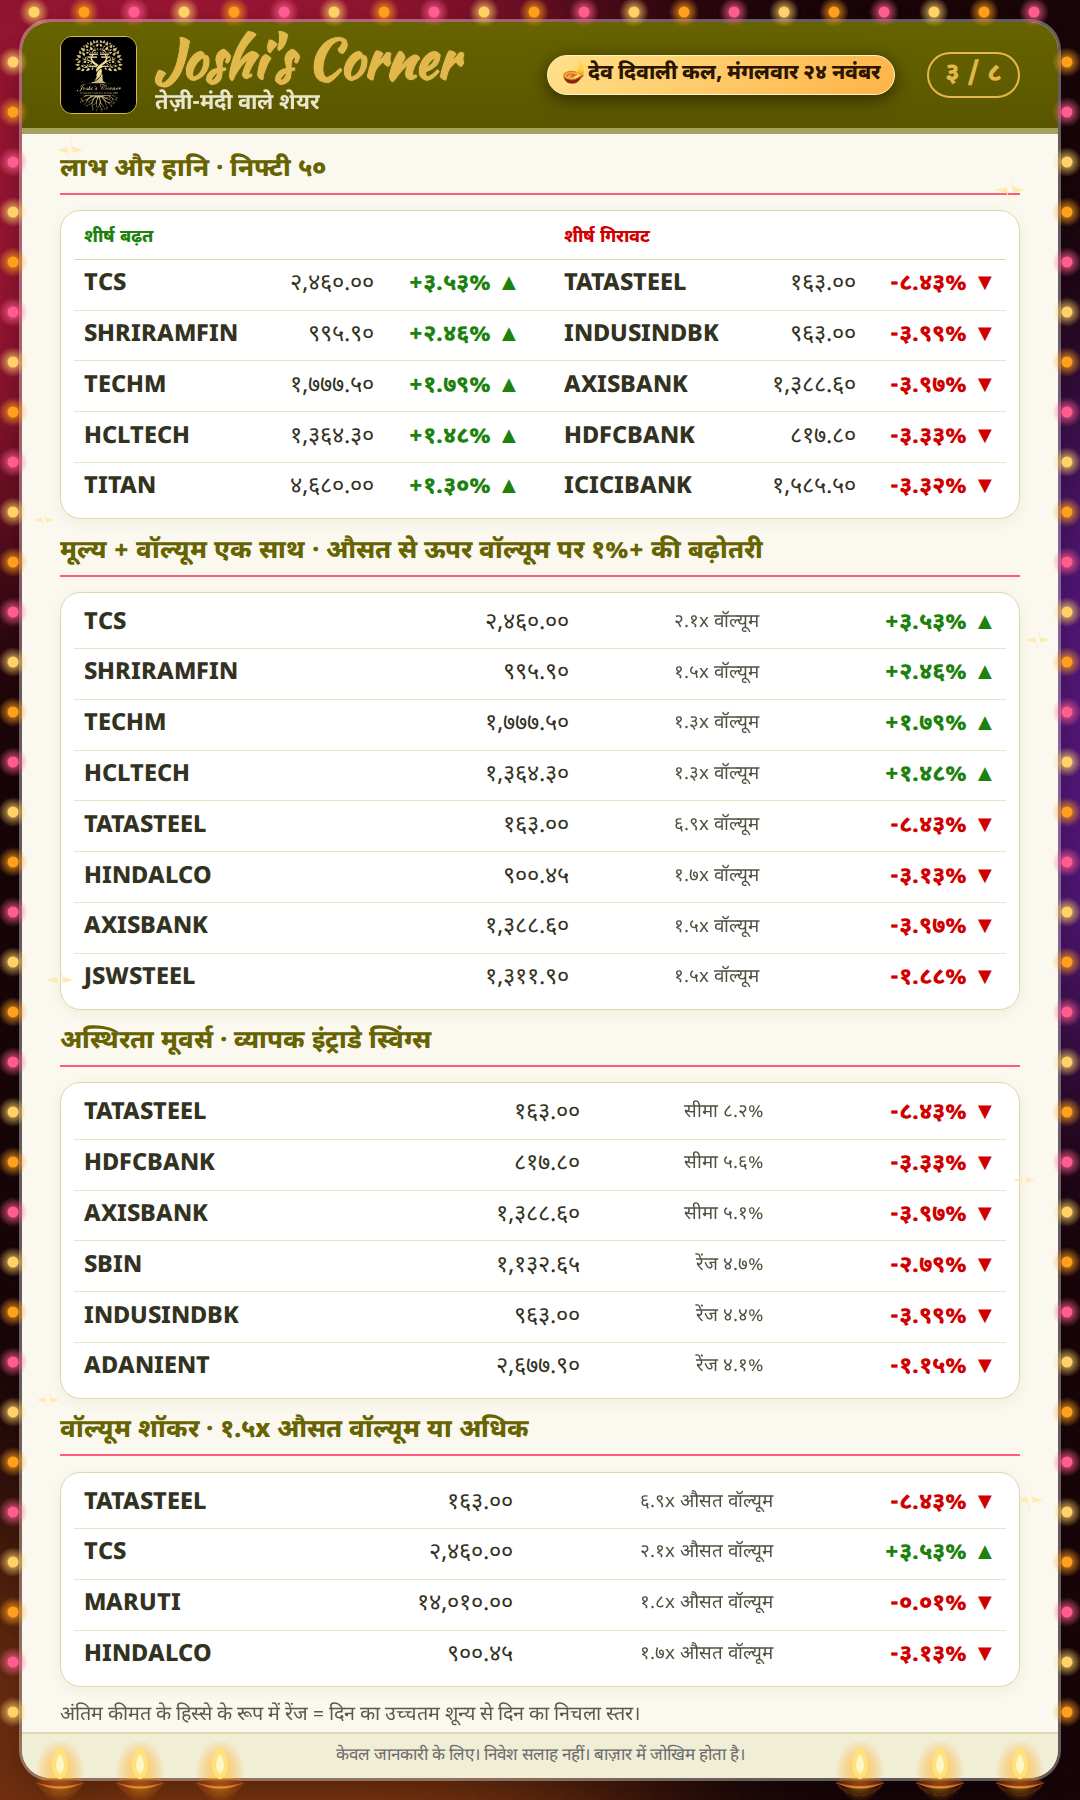 Joshi's Corner
तेज़ी-मंदी वाले शेयर
Joshi's Corner
देव दिवाली कल, मंगलवार २४ नवंबर
३ / ८
लाभ और हानि · निफ्टी ५०
शीर्ष बढ़त शीर्ष गिरावट
TCS २,४६०.०० +३.५३% ▲ TATASTEEL १६३.०० -८.४३% ▼
SHRIRAMFIN ९९५.९० +२.४६% ▲ INDUSINDBK ९६३.०० -३.९९% ▼
TECHM १,७७७.५० +१.७९% ▲ AXISBANK १,३८८.६० -३.९७% ▼
HCLTECH १,३६४.३० +१.४८% ▲ HDFCBANK ८१७.८० -३.३३% ▼
TITAN ४,६८०.०० +१.३०% ▲ ICICIBANK १,५८५.५० -३.३२% ▼
मूल्य + वॉल्यूम एक साथ · औसत से ऊपर वॉल्यूम पर १%+ की बढ़ोतरी
TCS २,४६०.०० २.१x वॉल्यूम +३.५३% ▲
SHRIRAMFIN ९९५.९० १.५x वॉल्यूम +२.४६% ▲
TECHM १,७७७.५० १.३x वॉल्यूम +१.७९% ▲
HCLTECH १,३६४.३० १.३x वॉल्यूम +१.४८% ▲
TATASTEEL १६३.०० ६.९x वॉल्यूम -८.४३% ▼
HINDALCO ९००.४५ १.७x वॉल्यूम -३.१३% ▼
AXISBANK १,३८८.६० १.५x वॉल्यूम -३.९७% ▼
JSWSTEEL १,३११.९० १.५x वॉल्यूम -१.८८% ▼
अस्थिरता मूवर्स · व्यापक इंट्राडे स्विंग्स
TATASTEEL १६३.०० सीमा ८.२% -८.४३% ▼
HDFCBANK ८१७.८० सीमा ५.६% -३.३३% ▼
AXISBANK १,३८८.६० सीमा ५.१% -३.९७% ▼
SBIN १,१३२.६५ रेंज ४.७% -२.७९% ▼
INDUSINDBK ९६३.०० रेंज ४.४% -३.९९% ▼
ADANIENT २,६७७.९० रेंज ४.१% -१.१५% ▼
वॉल्यूम शॉकर · १.५x औसत वॉल्यूम या अधिक
TATASTEEL १६३.०० ६.९x औसत वॉल्यूम -८.४३% ▼
TCS २,४६०.०० २.१x औसत वॉल्यूम +३.५३% ▲
MARUTI १४,०१०.०० १.८x औसत वॉल्यूम -०.०१% ▼
HINDALCO ९००.४५ १.७x औसत वॉल्यूम -३.१३% ▼
अंतिम कीमत के हिस्से के रूप में रेंज = दिन का उच्चतम शून्य से दिन का निचला स्तर।
केवल जानकारी के लिए। निवेश सलाह नहीं। बाज़ार में जोखिम होता है।